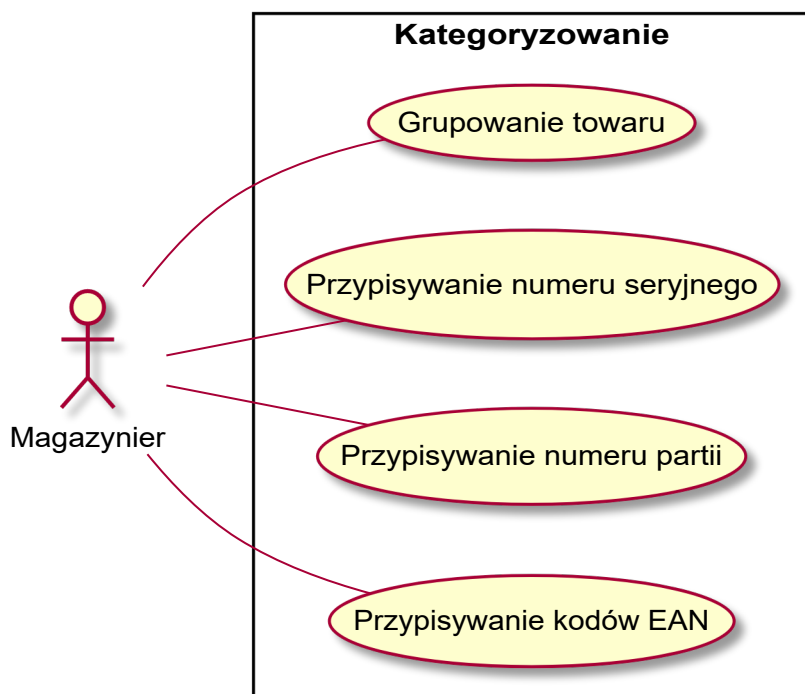 Kategoryzowanie
Grupowanie towaru
Przypisywanie numeru seryjnego
Magazynier
Przypisywanie numeru partii
Przypisywanie kodów EAN